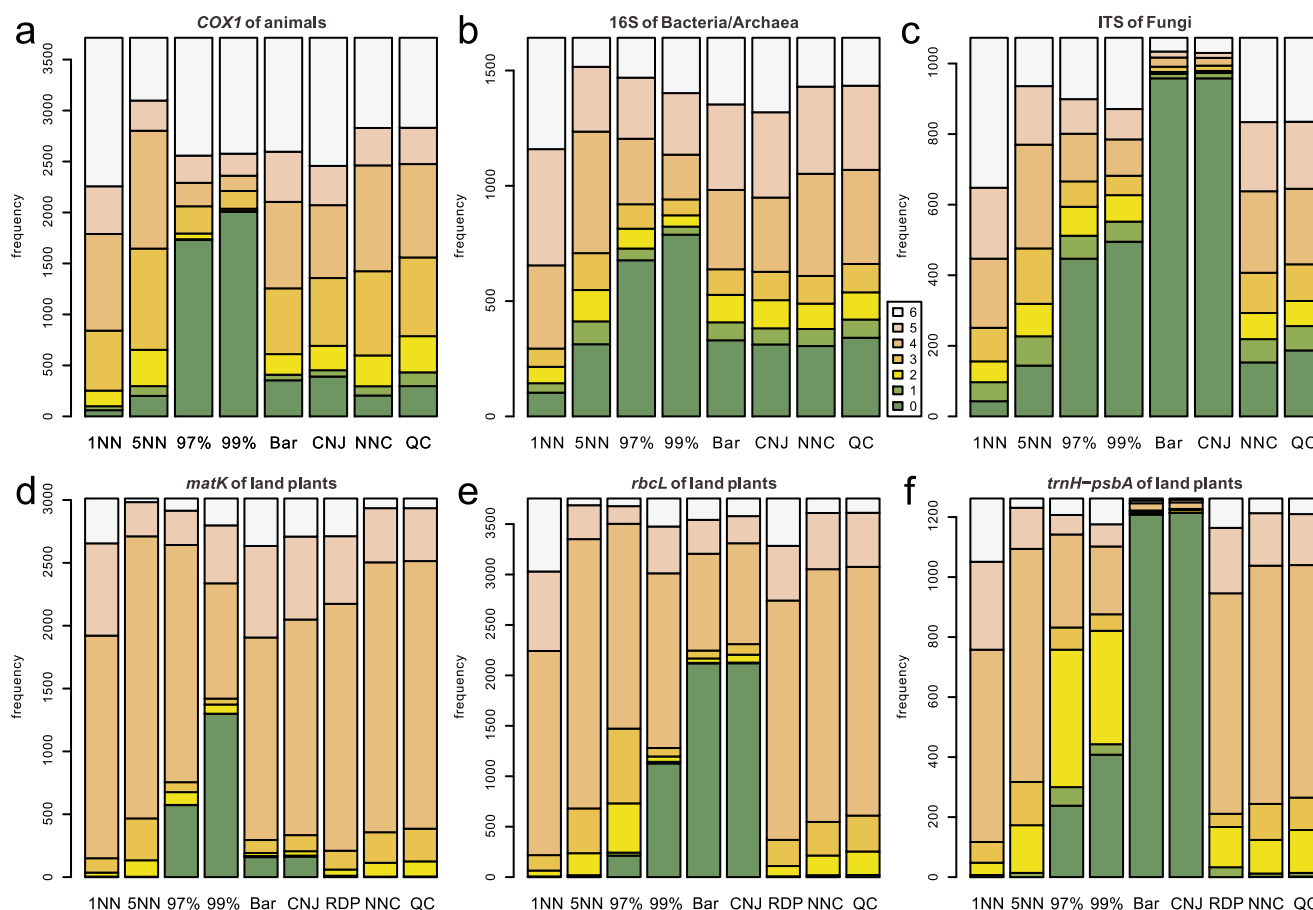 a
COX1 of animals
frequency
0 500 1000 1500 2000 2500 3000 3500
1NN 5NN 97% 99% Bar CNJ NNC QC
b
16S of Bacteria/Archaea
frequency
0 500 1000 1500
1NN 5NN 97% 99% Bar CNJ NNC QC
6
5
4
3
2
1
0
c
ITS of Fungi
frequency
0 200 400 600 800 1000
1NN 5NN 97% 99% Bar CNJ NNC QC
d
matK of land plants
frequency
0 500 1000 1500 2000 2500 3000
1NN 5NN 97% 99% Bar CNJ RDP NNC QC
e
rbcL of land plants
frequency
0 500 1000 1500 2000 2500 3000 3500
1NN 5NN 97% 99% Bar CNJ RDP NNC QC
f
trnH-psbA of land plants
frequency
0 200 400 600 800 1000 1200
1NN 5NN 97% 99% Bar CNJ RDP NNC QC